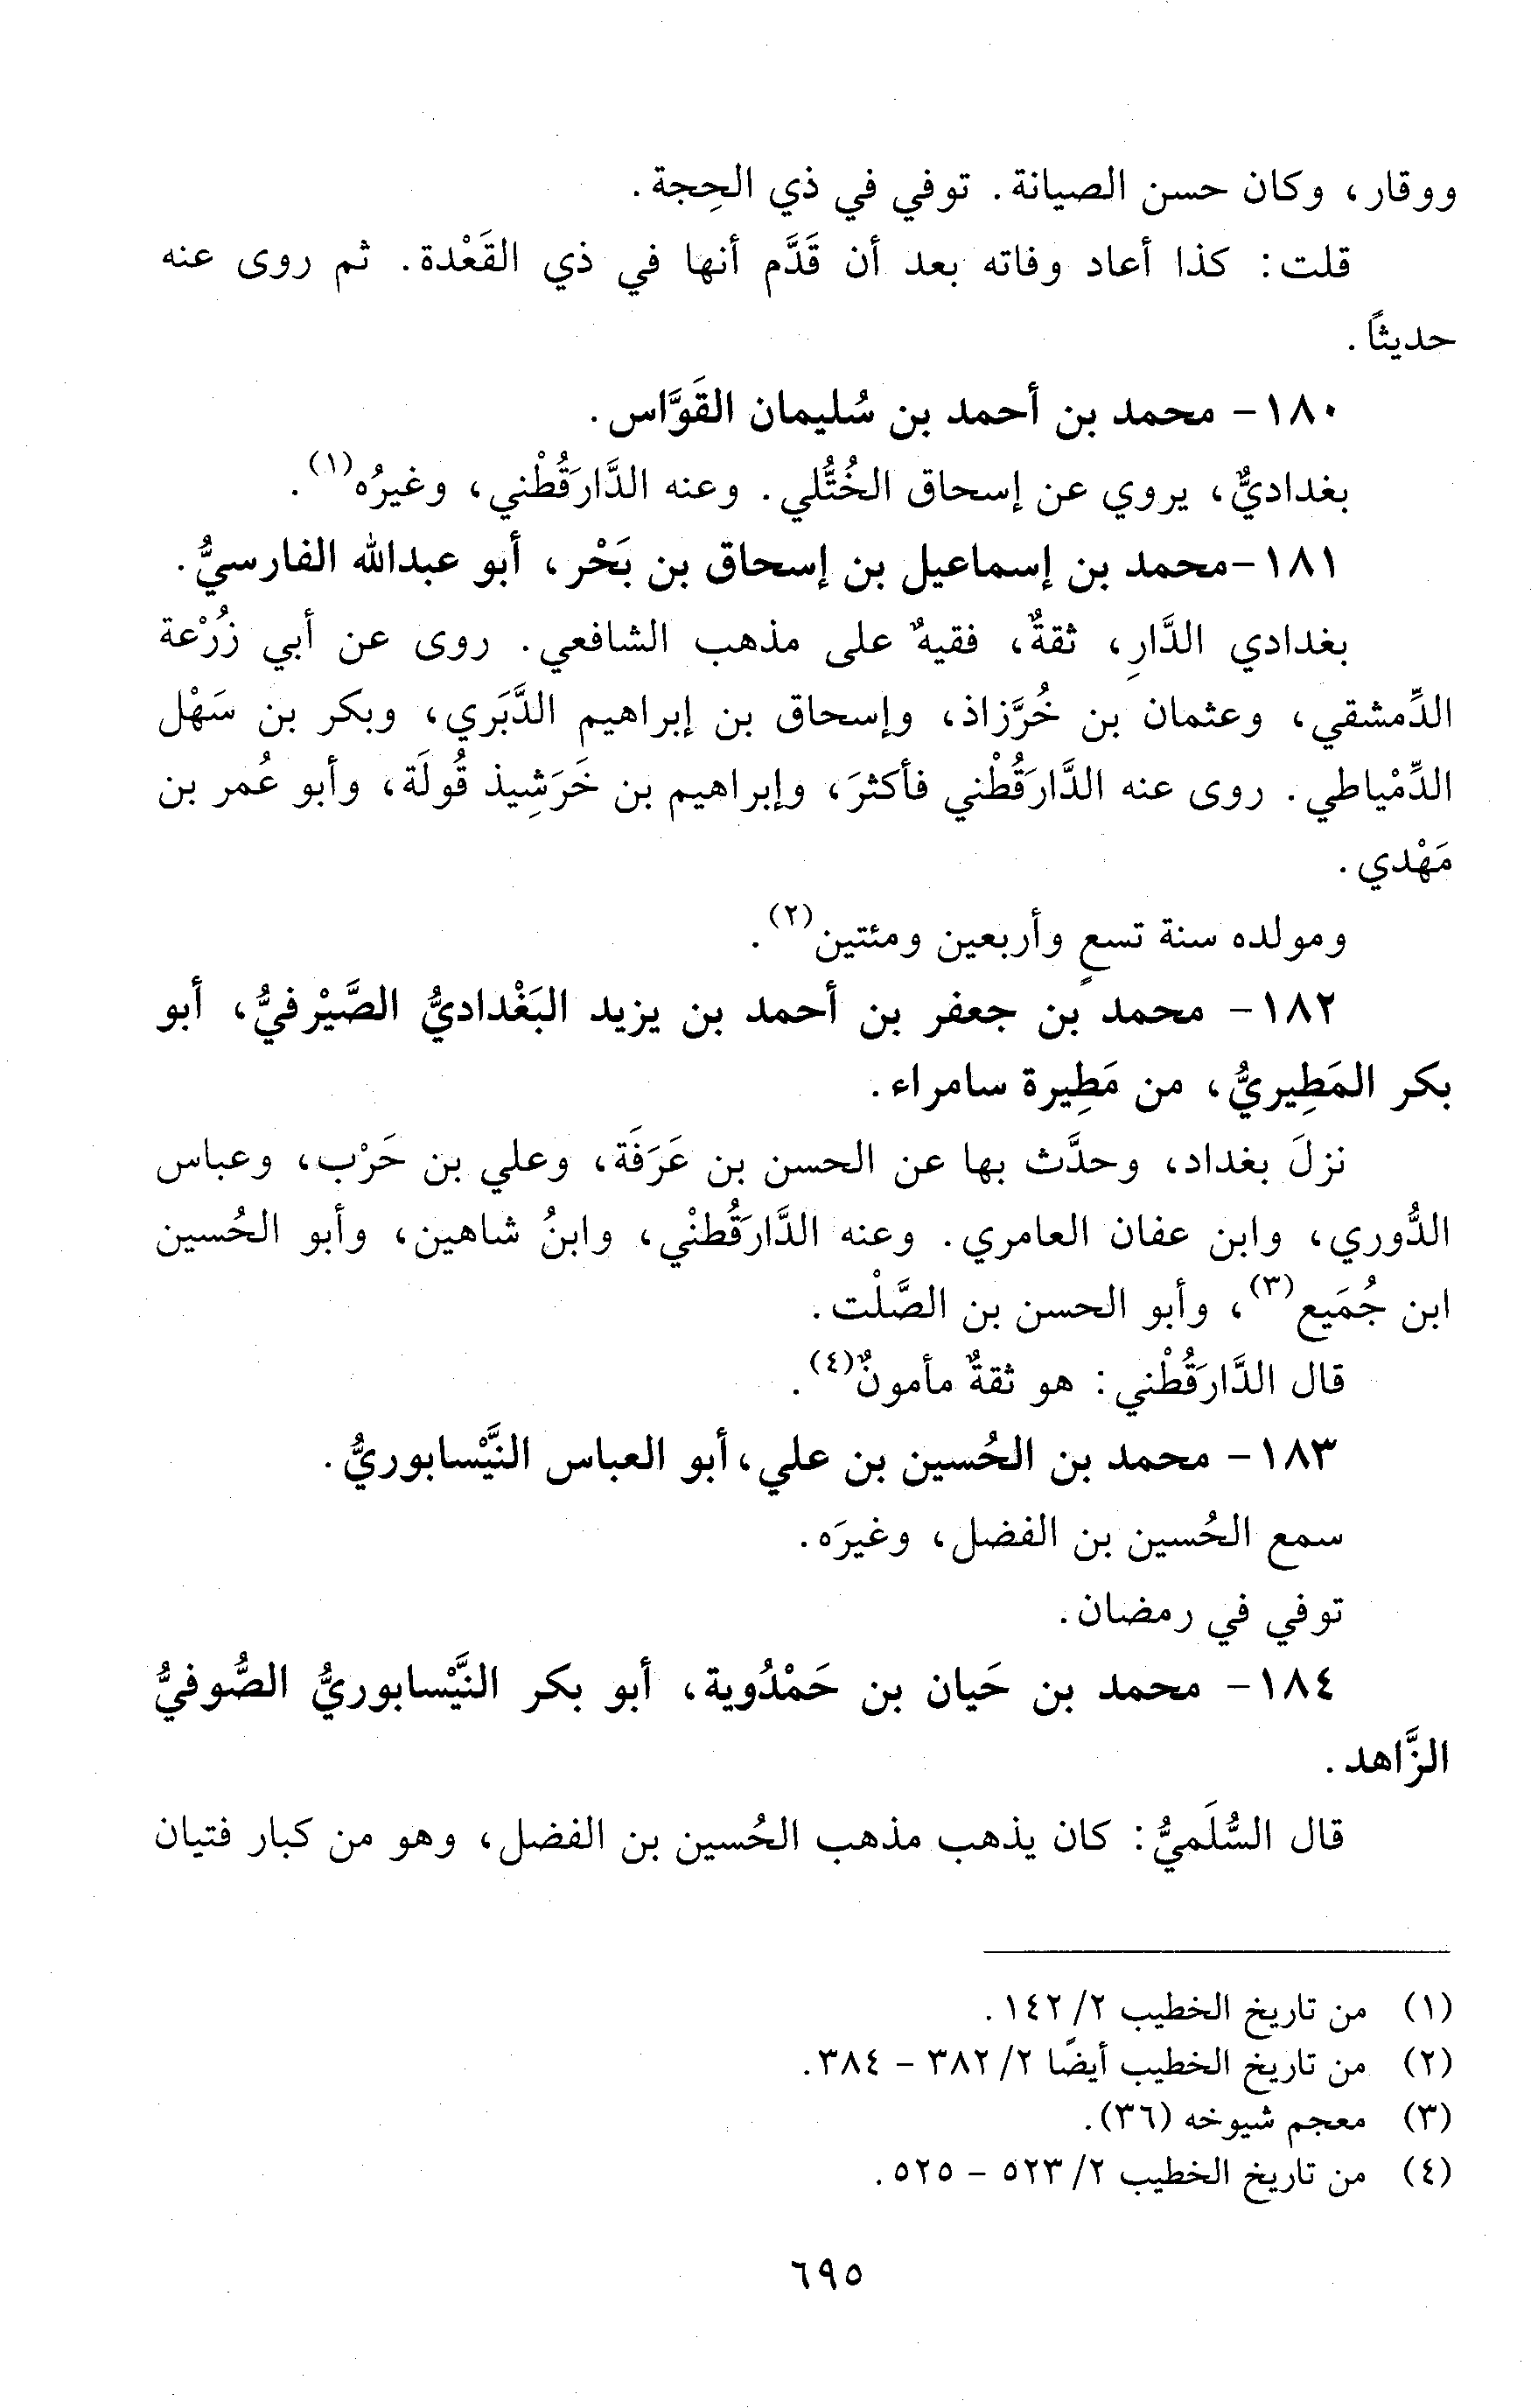 ووقار، وكان حسن الصيانة. توفي في ذي الحِجة.
قلت: كذا أعاد وفاته بعد أن قَدَّم أنها في ذي القَعْدة. ثم روى عنه
حديثاً.
١٨٠- محمد بن أحمد بن سُليمان القَوَّاس.
بغداديٌّ، يروي عن إسحاق الخُتُّلي. وعنه الدَّارَقُطْني، وغيرُه(١).
١٨١-محمد بن إسماعيل بن إسحاق بن بَحْر، أبو عبدالله الفارسيُّ.
بغدادي الدَّارِ، ثقةٌ، فقيهٌ على مذهب الشافعي. روى عن أبي زُرْعة
الدِّمشقي، وعثمان بن خُرَّزاذ، وإسحاق بن إبراهيم الدَّبَري، وبكر بن سَهْل
الدِّمْياطي. روى عنه الدَّارَقُطْني فأكثرَ، وإبراهيم بن خَرَشِيذ قُولَة، وأبو عُمر بن
مَهْدي.
ومولده سنة تسعٍ وأربعين ومئتين(٢).
١٨٢- محمد بن جعفر بن أحمد بن يزيد البَغْداديُّ الصَّيْرفيُّ، أبو
بكر المَطِيريُّ، من مَطِيرة سامراء.
نزلَ بغداد، وحدَّث بها عن الحسن بن عَرَفَة، وعلي بن حَرْب، وعباس
الدُّوري، وابن عفان العامري. وعنه الدَّارَقُطنْي، وابنُ شاهين، وأبو الحُسين
ابن جُمَيع(٣)، وأبو الحسن بن الصَّلْت.
قال الدَّارَقُطْني: هو ثقةٌ مأمونٌ(٤).
١٨٣- محمد بن الحُسين بن علي، أبو العباس النَّيْسابوريُّ.
سمع الحُسين بن الفضل، وغيرَه.
توفي في رمضان.
١٨٤- محمد بن حَيان بن حَمْدُوية، أبو بكر النَّيْسابوريُّ الصُّوفيُّ
الزَّاهد.
قال السُّلَميُّ: كان يذهب مذهب الحُسين بن الفضل، وهو من كبار فتيان
(١) من تاريخ الخطيب ٢/ ١٤٢.
(٢) من تاريخ الخطيب أيضًا ٢/ ٣٨٢ - ٣٨٤.
(٣) معجم شيوخه (٣٦).
(٤) من تاريخ الخطيب ٢/ ٥٢٣ - ٥٢٥.
٦٩٥